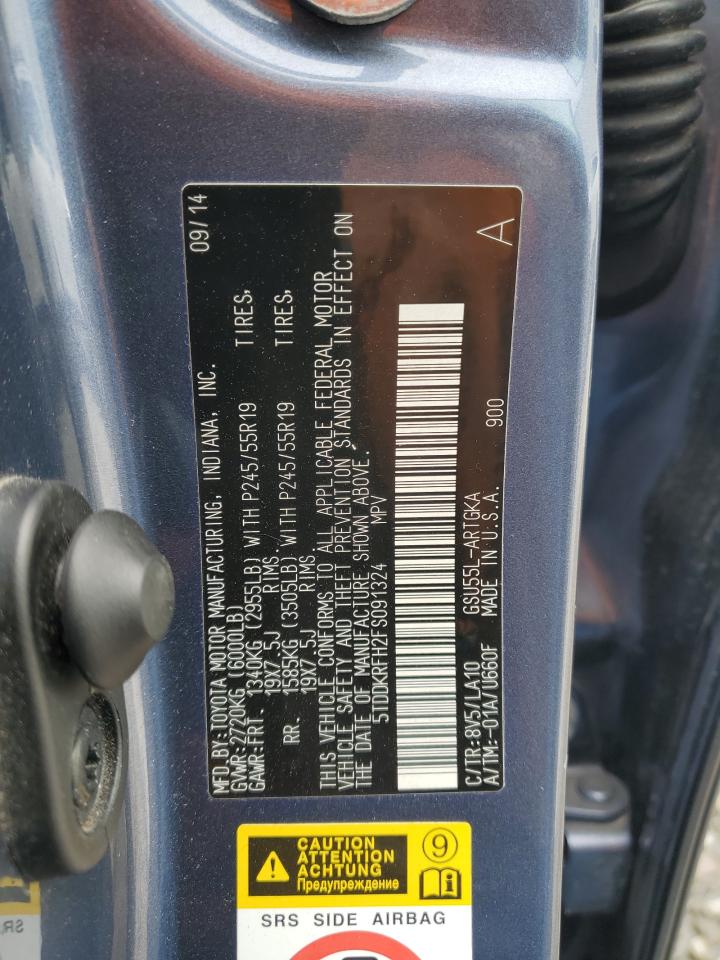 MFD BY:TOYOTA MOTOR MANUFACTURING, INDIANA, INC. 09/14
GVWR:2720KG (6000LB)
GAWR:FRT. 1340KG (2955LB) WITH P245/55R19 TIRES,
19X7.5J RIMS.
RR. 1585KG (3505LB) WITH P245/55R19 TIRES,
19X7.5J RIMS
THIS VEHICLE CONFORMS TO ALL APPLICABLE FEDERAL MOTOR
VEHICLE SAFETY AND THEFT PREVENTION STANDARDS IN EFFECT ON
THE DATE OF MANUFACTURE SHOWN ABOVE.
5TDDKRFH2FS091324 MPV
A
C/TR:8V5/LA10 GSU55L-ARTGKA 900
A/TM:-01A/U660F MADE IN U.S.A.
CAUTION
ATTENTION
ACHTUNG
Предупреждение
9
SRS SIDE AIRBAG
SR